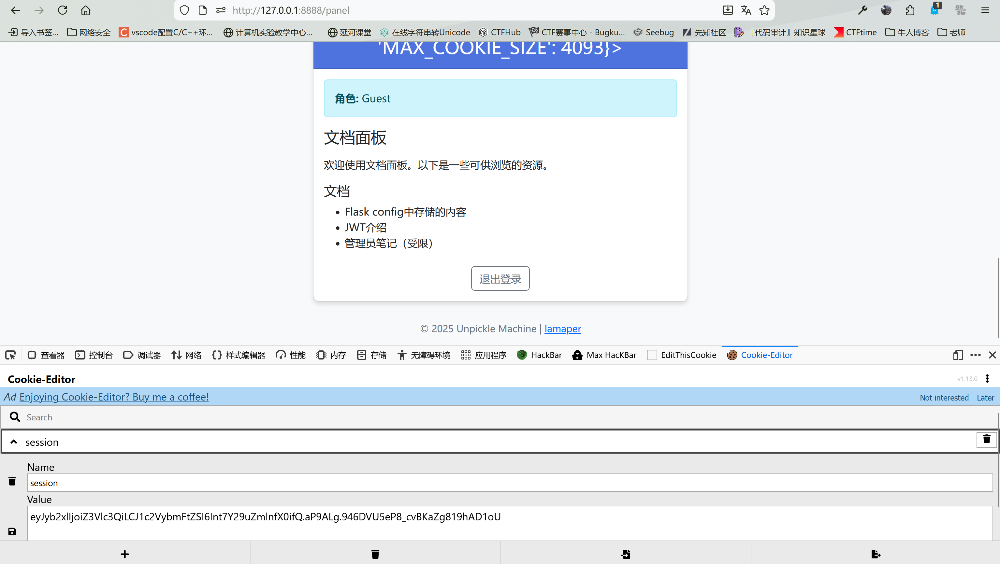 http://127.0.0.1:8888/panel
1
Git Zip
导入书签...
网络安全
vscode配置C/C++环...
计算机实验教学中心...
延河课堂
在线字符串转Unicode
CTFHub
CTF赛事中心 - Bugku...
Seebug
先知社区
『代码审计』知识星球
CTFtime
牛人博客
老师
'MAX_COOKIE_SIZE': 4093}>
角色: Guest
文档面板
欢迎使用文档面板。以下是一些可供浏览的资源。
文档
Flask config中存储的内容
JWT介绍
管理员笔记（受限）
退出登录
© 2025 Unpickle Machine | lamaper
查看器
控制台
调试器
网络
样式编辑器
性能
内存
存储
无障碍环境
应用程序
HackBar
Max HacKBar
EditThisCookie
Cookie-Editor
Cookie-Editor
v1.13.0
Ad Enjoying Cookie-Editor? Buy me a coffee!
Not interested
Later
Search
session
Name
session
Value
eyJyb2xlIjoiZ3Vlc3QiLCJ1c2VybmFtZSI6Int7Y29uZmlnfX0ifQ.aP9ALg.946DVU5eP8_cvBKaZg819hAD1oU